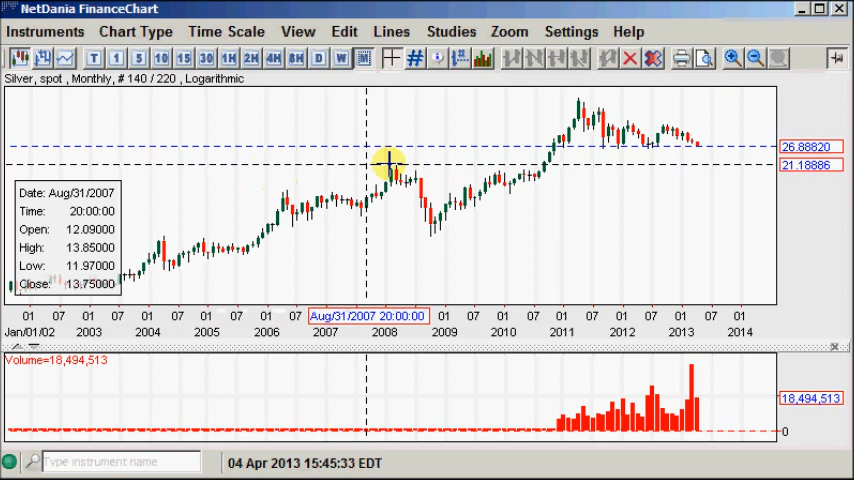 NetDania FinanceChart
Instruments Chart Type Time Scale View Edit Lines Studies Zoom Settings Help
T 1 5 10 15 30 1H 2H 4H 8H D W M
Silver, spot , Monthly, # 140 / 220 , Logarithmic
26.88820
21.18886
Date: Aug/31/2007
Time: 20:00:00
Open: 12.09000
High: 13.85000
Low: 11.97000
Close: 13.75000
01 07 01 07 01 07 01 07 01 07 Aug/31/2007 20:00:00 07 01 07 01 07 01 07 01 07 01 07 01
Jan/01/02 2003 2004 2005 2006 2007 2008 2009 2010 2011 2012 2013 2014
Volume=18,494,513
18,494,513
0
Type instrument name
04 Apr 2013 15:45:33 EDT